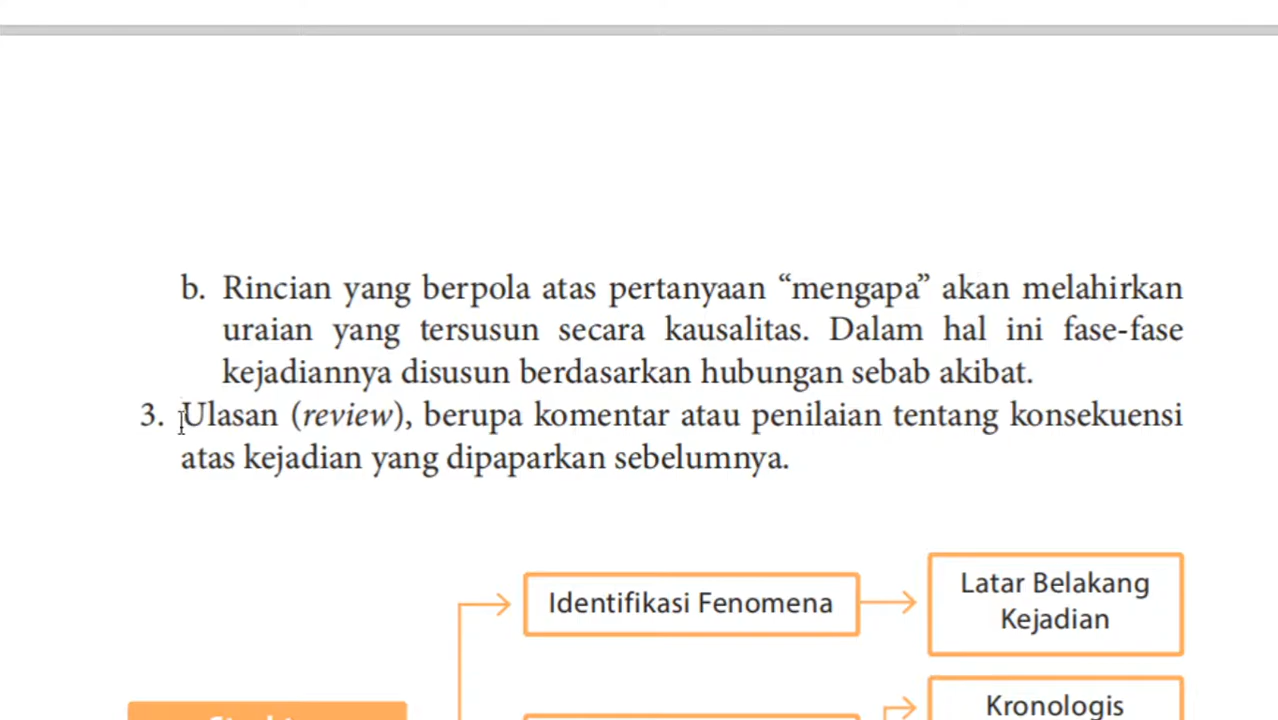 b. Rincian yang berpola atas pertanyaan “mengapa” akan melahirkan
uraian yang tersusun secara kausalitas. Dalam hal ini fase-fase
kejadiannya disusun berdasarkan hubungan sebab akibat.
3. Ulasan (review), berupa komentar atau penilaian tentang konsekuensi
atas kejadian yang dipaparkan sebelumnya.
Identifikasi Fenomena
Latar Belakang
Kejadian
Kronologis